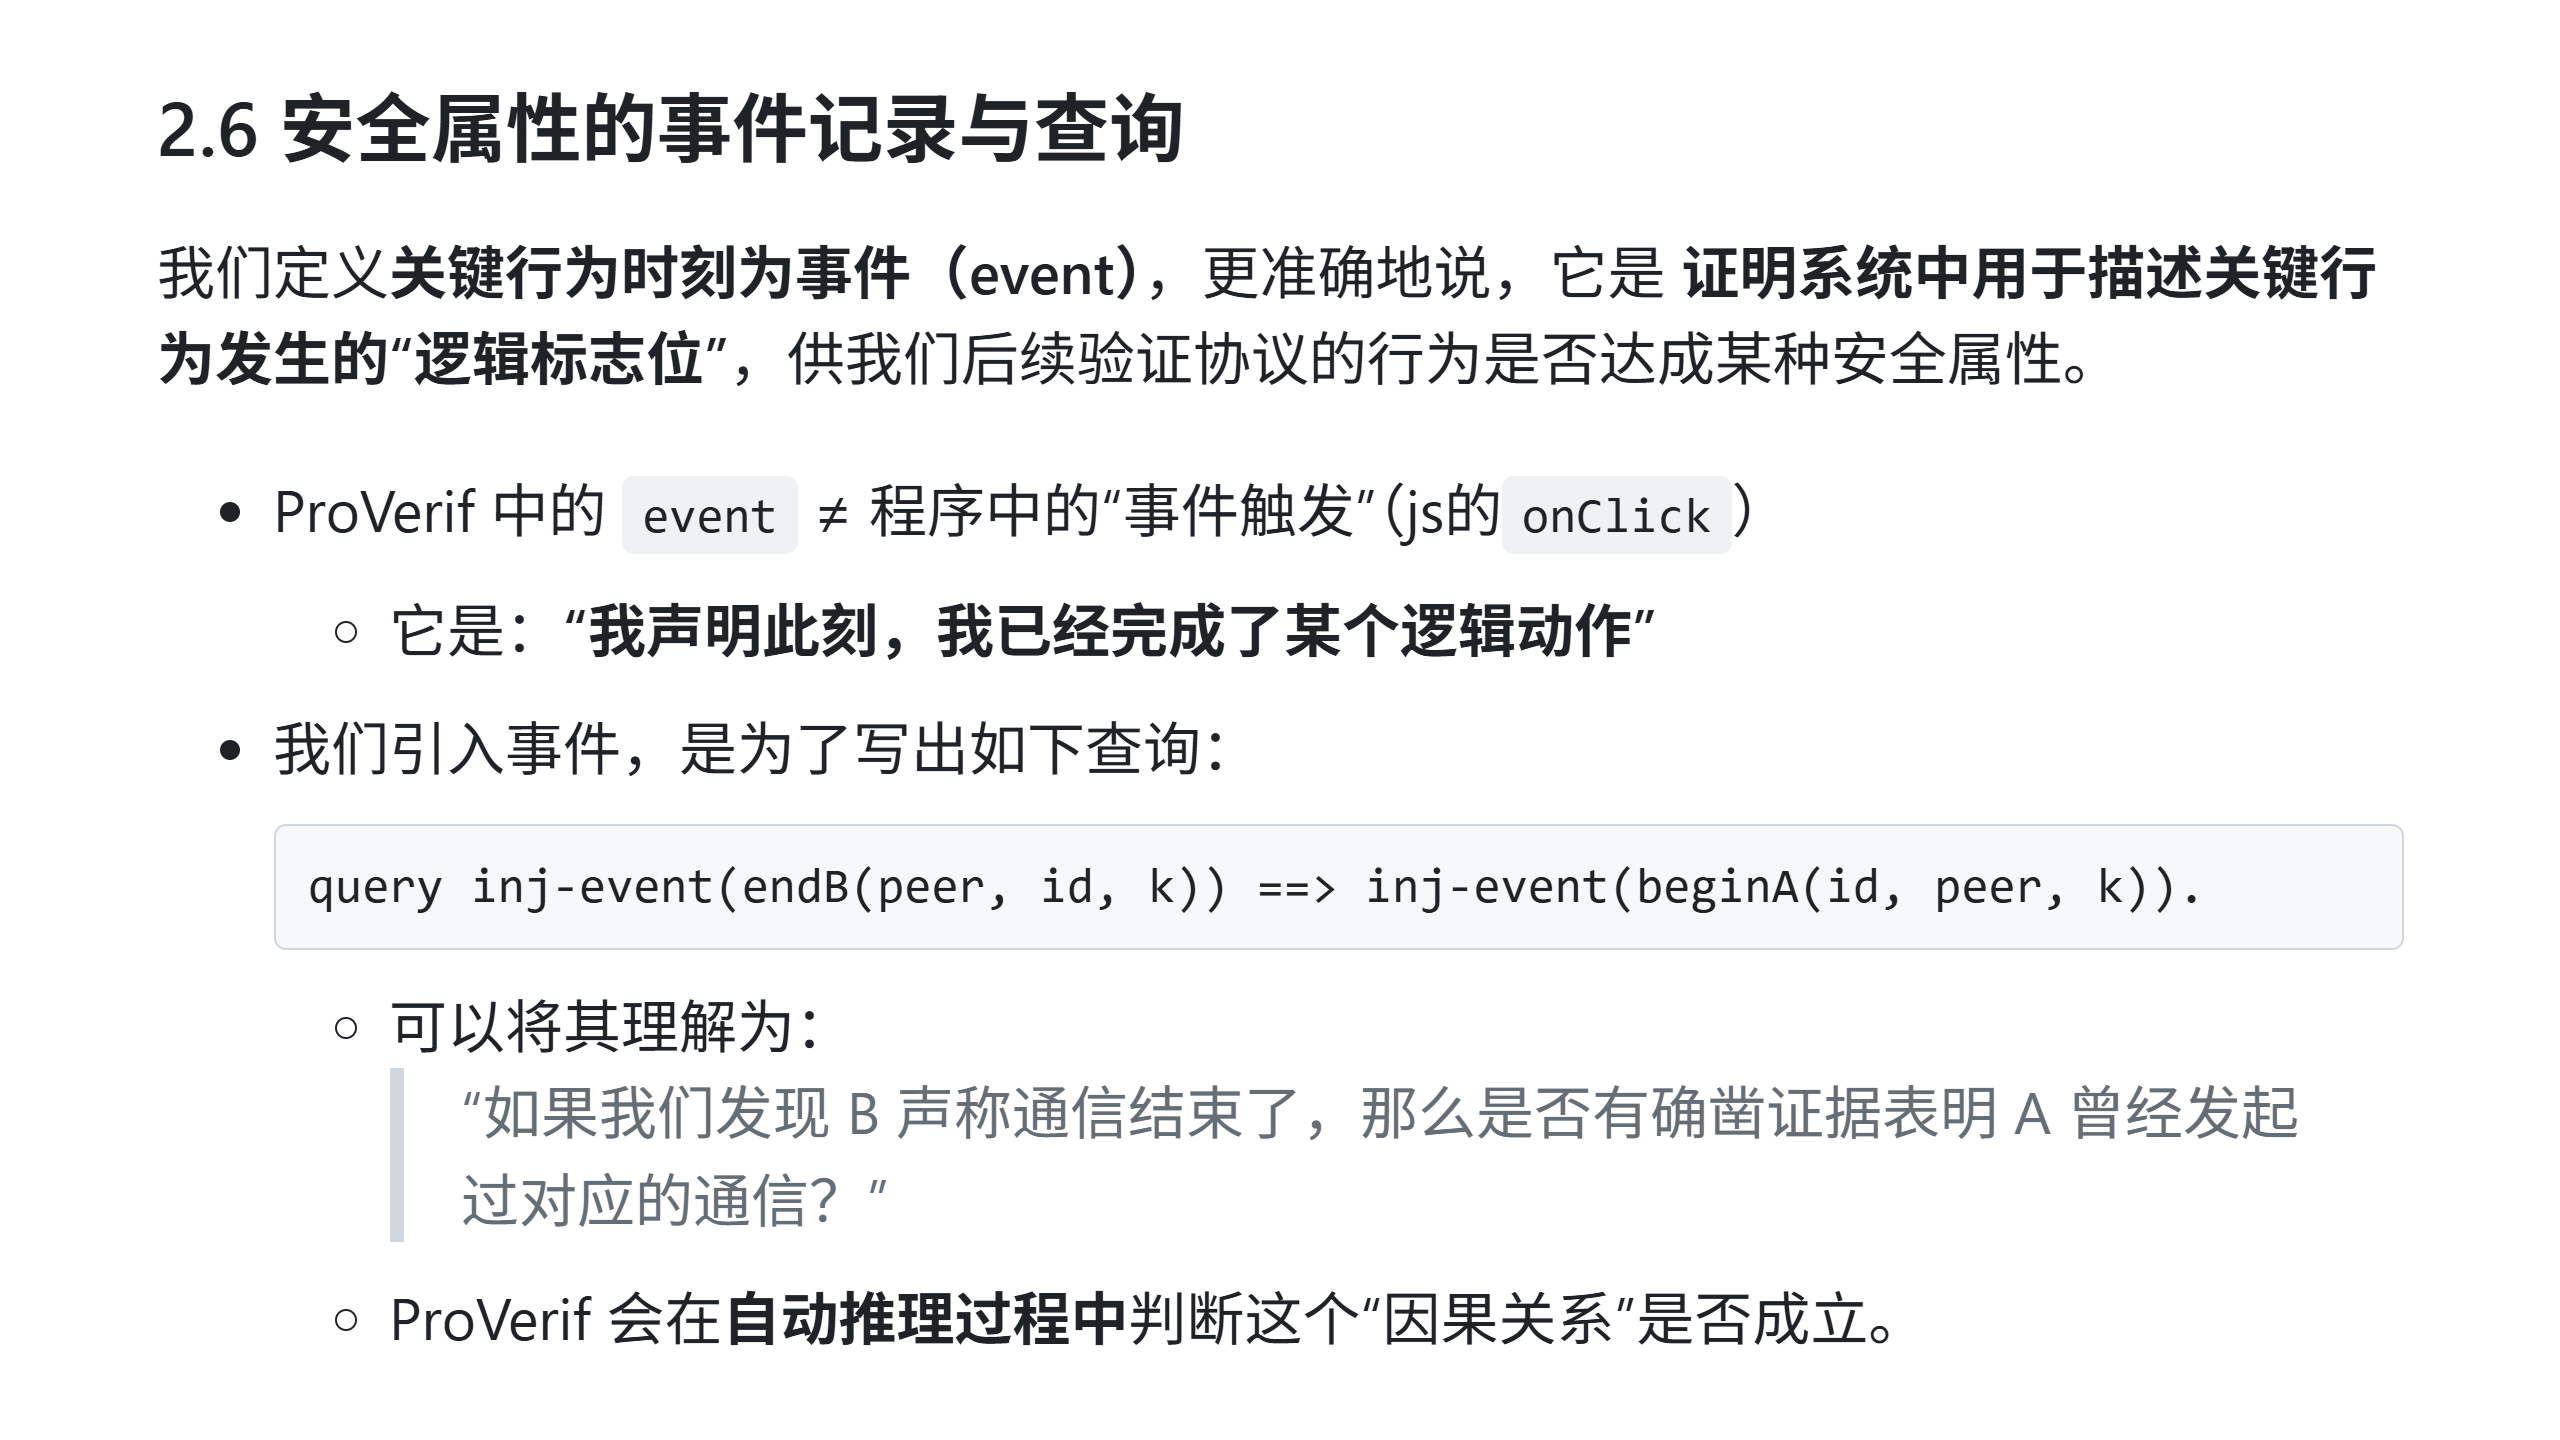 2.6 安全属性的事件记录与查询
我们定义关键行为时刻为事件（event），更准确地说，它是 证明系统中用于描述关键行
为发生的“逻辑标志位”，供我们后续验证协议的行为是否达成某种安全属性。
• ProVerif 中的 event ≠ 程序中的“事件触发”（js的onClick）
○ 它是：“我声明此刻，我已经完成了某个逻辑动作”
• 我们引入事件，是为了写出如下查询：
query inj-event(endB(peer, id, k)) ==> inj-event(beginA(id, peer, k)).
○ 可以将其理解为：
“如果我们发现 B 声称通信结束了，那么是否有确凿证据表明 A 曾经发起
过对应的通信？”
○ ProVerif 会在自动推理过程中判断这个“因果关系”是否成立。